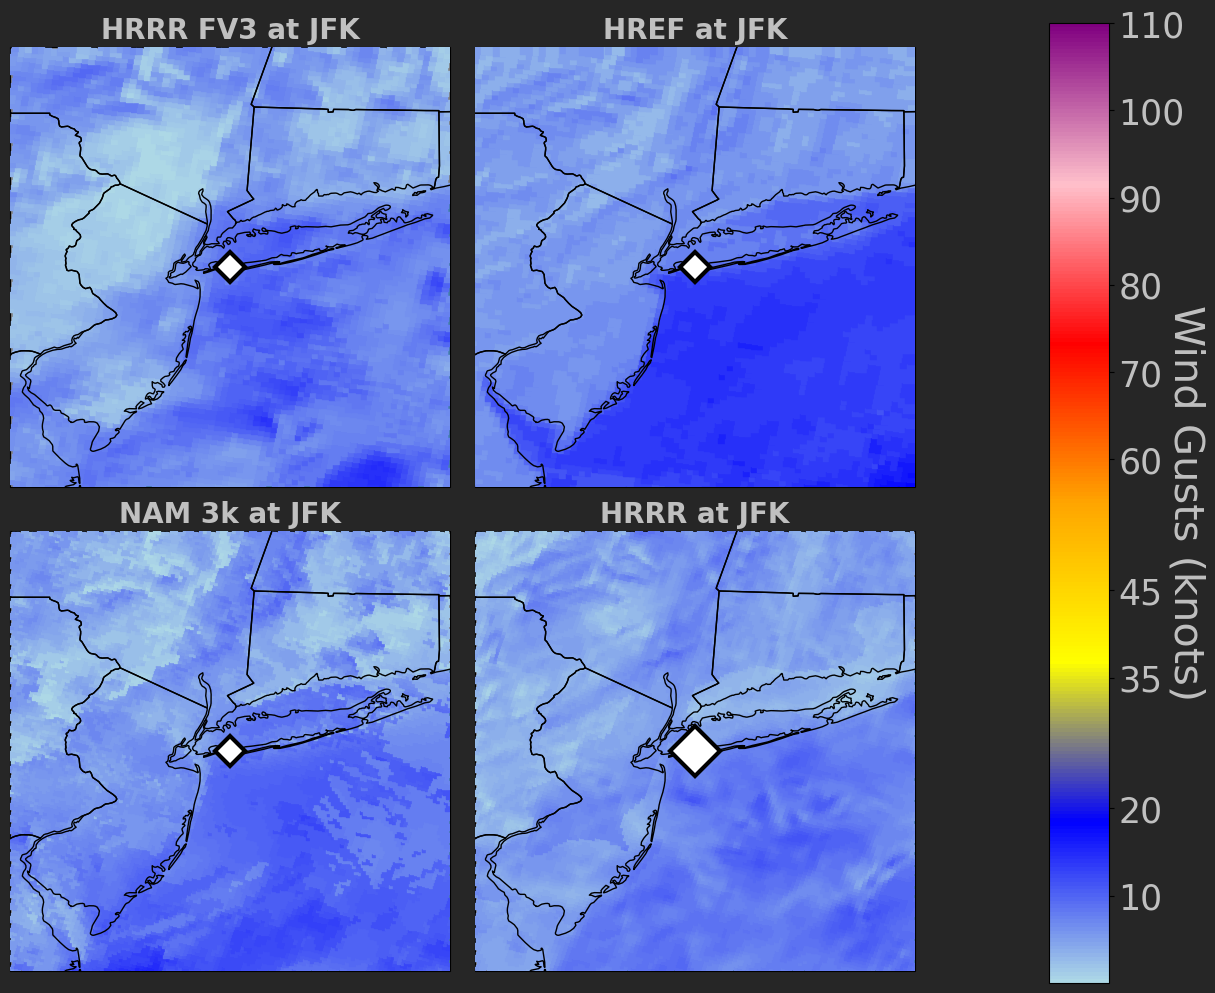 HRRR FV3 at JFK
HREF at JFK
NAM 3k at JFK
HRRR at JFK
110
100
90
80
70
60
45
35
20
10
Wind Gusts (knots)